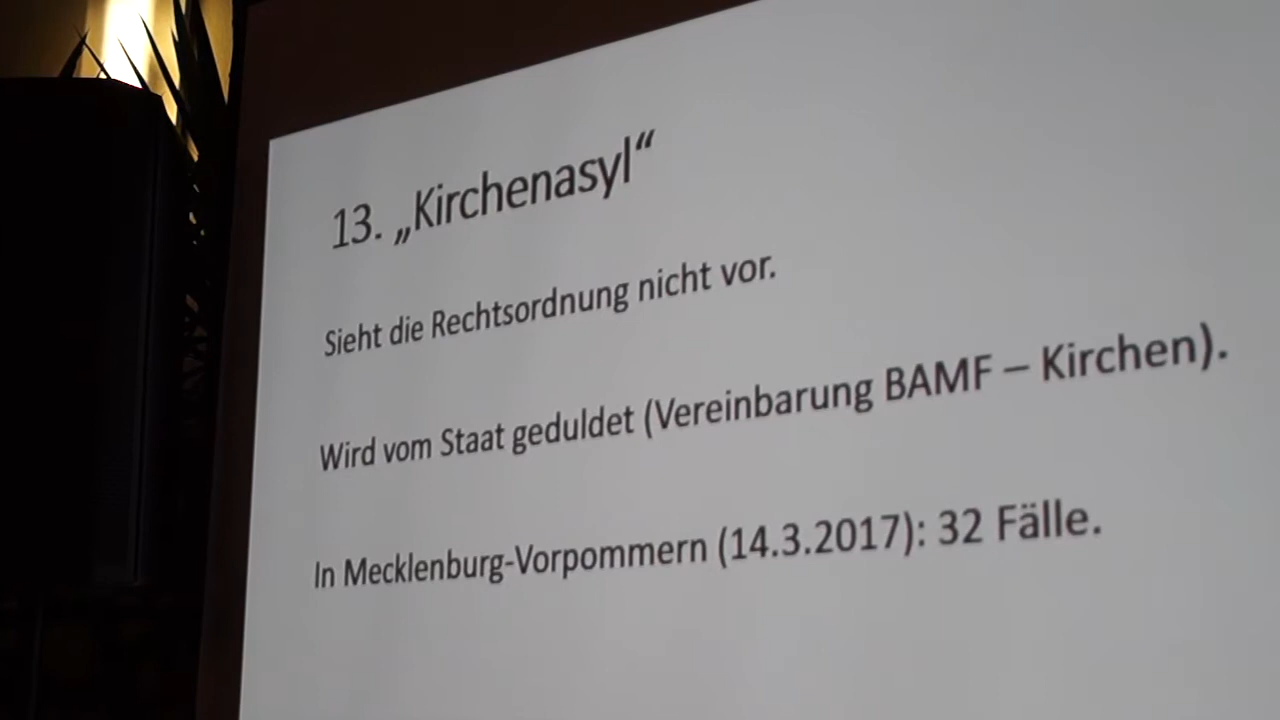 13. „Kirchenasyl“
Sieht die Rechtsordnung nicht vor.
Wird vom Staat geduldet (Vereinbarung BAMF – Kirchen).
In Mecklenburg-Vorpommern (14.3.2017): 32 Fälle.